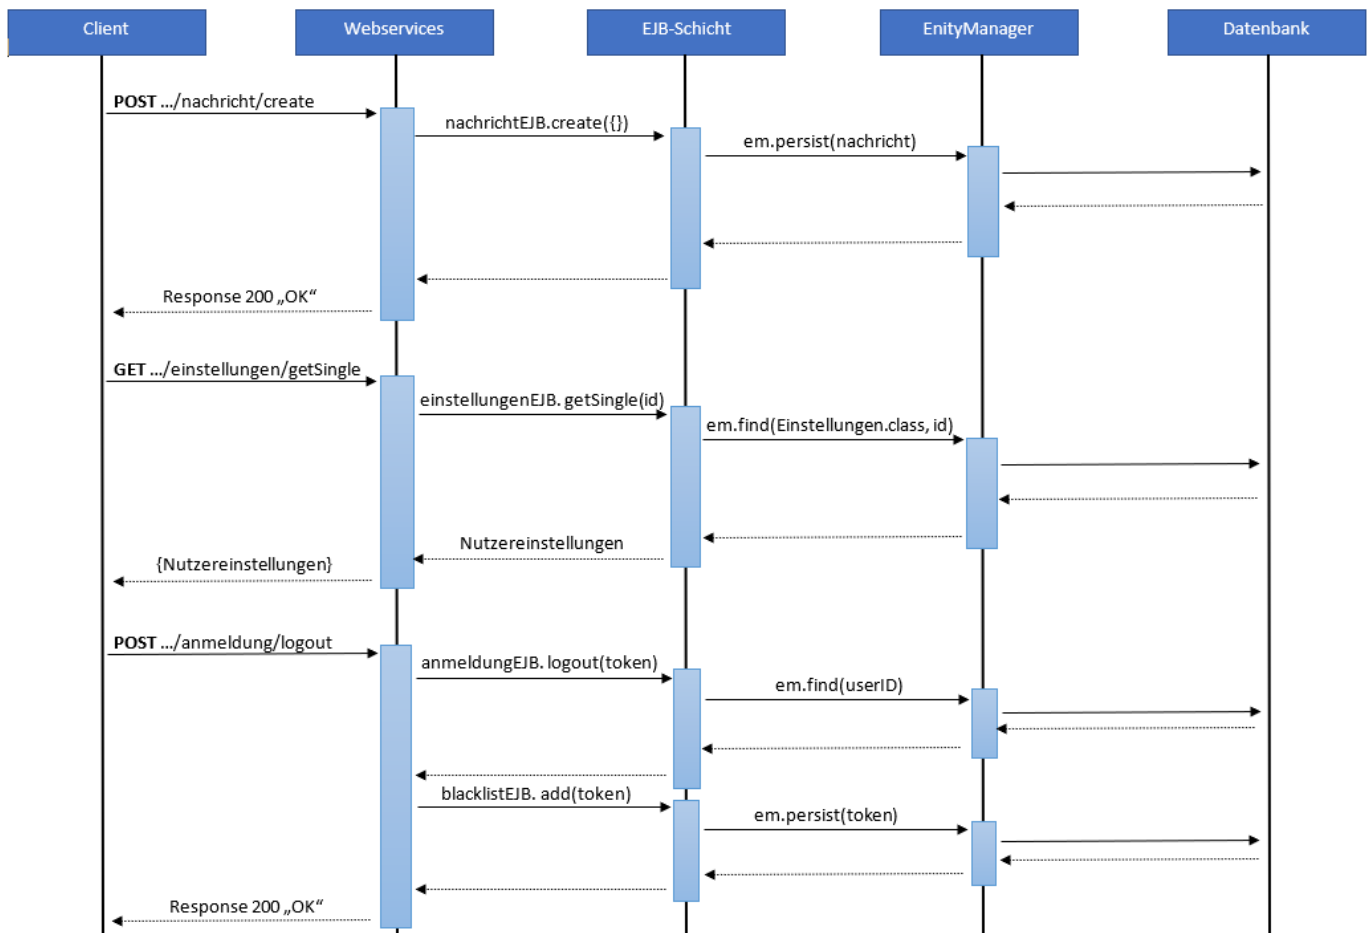 Client
Webservices
EJB-Schicht
EnityManager
Datenbank
POST .../nachricht/create
nachrichtEJB.create({})
em.persist(nachricht)
Response 200 „OK“
GET .../einstellungen/getSingle
einstellungenEJB. getSingle(id)
em.find(Einstellungen.class, id)
Nutzereinstellungen
{Nutzereinstellungen}
POST .../anmeldung/logout
anmeldungEJB. logout(token)
em.find(userID)
blacklistEJB. add(token)
em.persist(token)
Response 200 „OK“